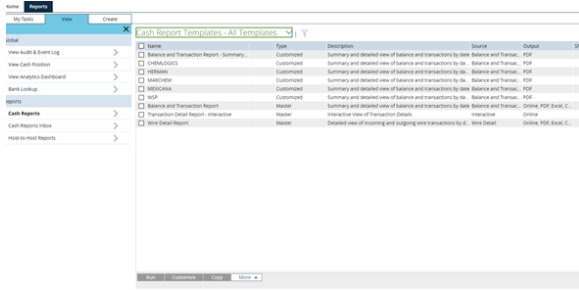 Home Reports
My Tasks View Create
Global
View Audit & Event Log
View Cash Position
View Analytics Dashboard
Bank Lookup
Reports
Cash Reports
Cash Reports Inbox
Host-to-Host Reports
Cash Report Templates - All Templates
Name Type Description Source Output
Balance and Transaction Report - Summary... Customized Summary and detailed view of balance and transactions by date Balance and Transac... PDF
CHEMLOGICS Customized Summary and detailed view of balance and transactions by da... Balance and Transac... PDF
HERMAN Customized Summary and detailed view of balance and transactions by da... Balance and Transac... PDF
MARCHEM Customized Summary and detailed view of balance and transactions by da... Balance and Transac... PDF
MEXICANA Customized Summary and detailed view of balance and transactions by date Balance and Transac... PDF
WSP Customized Summary and detailed view of balance and transactions by da... Balance and Transac... PDF
Balance and Transaction Report Master Summary and detailed view of balance and transactions by date Balance and Transac... Online, PDF, Excel, C...
Transaction Detail Report - Interactive Master Interactive View of Transaction Details Interactive Online
Wire Detail Report Master Detailed view of incoming and outgoing wire transactions by d... Wire Detail Online, PDF, Excel, C...
Run Customize Copy More